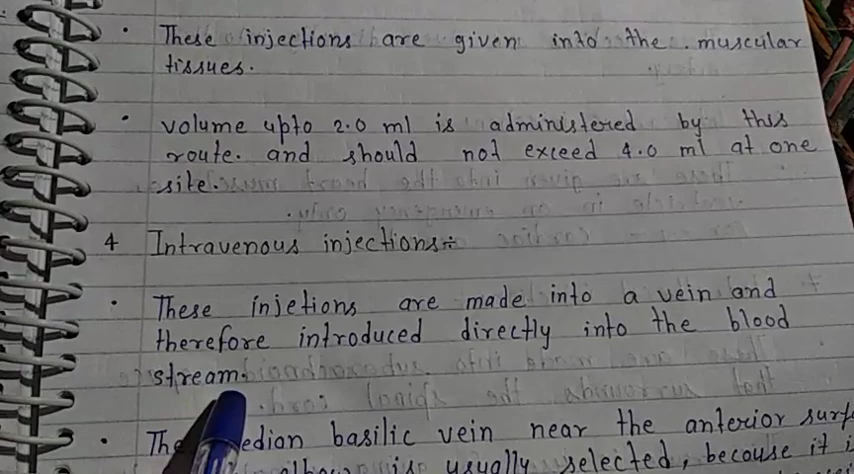 • These injections are given into the muscular
tissues.
• volume upto 2.0 ml is administered by this
route. and should not exceed 4.0 ml at one
site.
4 Intravenous injections÷
• These injetions are made into a vein and
therefore introduced directly into the blood
stream.
• The edian basilic vein near the anterior surf
is usually selected, because it i